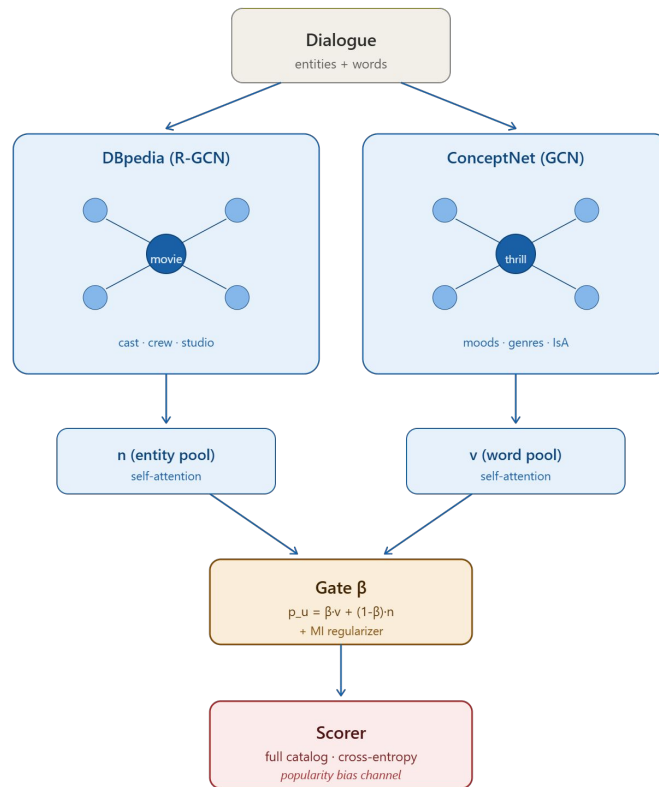 Dialogue
entities + words
DBpedia (R-GCN)
movie
cast · crew · studio
ConceptNet (GCN)
thrill
moods · genres · IsA
n (entity pool)
self-attention
v (word pool)
self-attention
Gate β
p_u = β·v + (1-β)·n
+ MI regularizer
Scorer
full catalog · cross-entropy
popularity bias channel